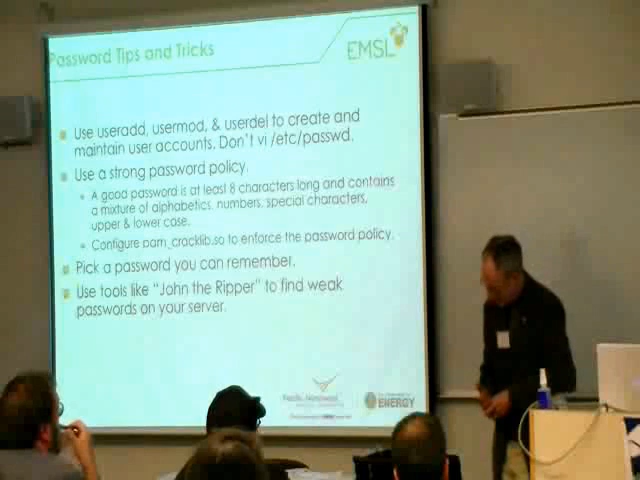 Password Tips and Tricks
EMSL
Use useradd, usermod, & userdel to create and
maintain user accounts. Don't vi /etc/passwd.
Use a strong password policy.
A good password is at least 8 characters long and contains
a mixture of alphabetics, numbers, special characters,
upper & lower case.
Configure pam_cracklib.so to enforce the password policy.
Pick a password you can remember.
Use tools like "John the Ripper" to find weak
passwords on your server.
Pacific Northwest
ENERGY